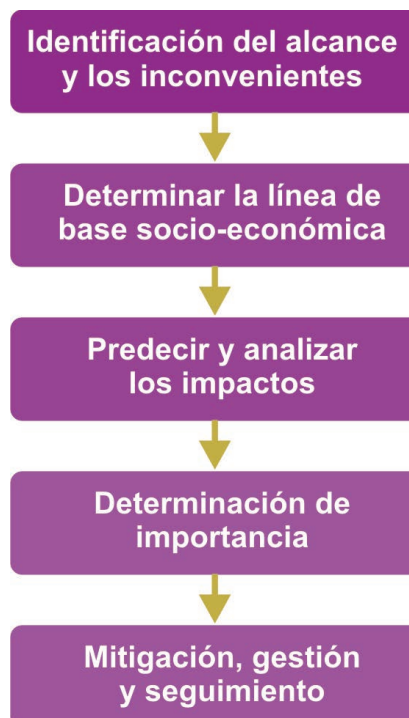 Identificación del alcance
y los inconvenientes
Determinar la línea de
base socio-económica
Predecir y analizar
los impactos
Determinación de
importancia
Mitigación, gestión
y seguimiento